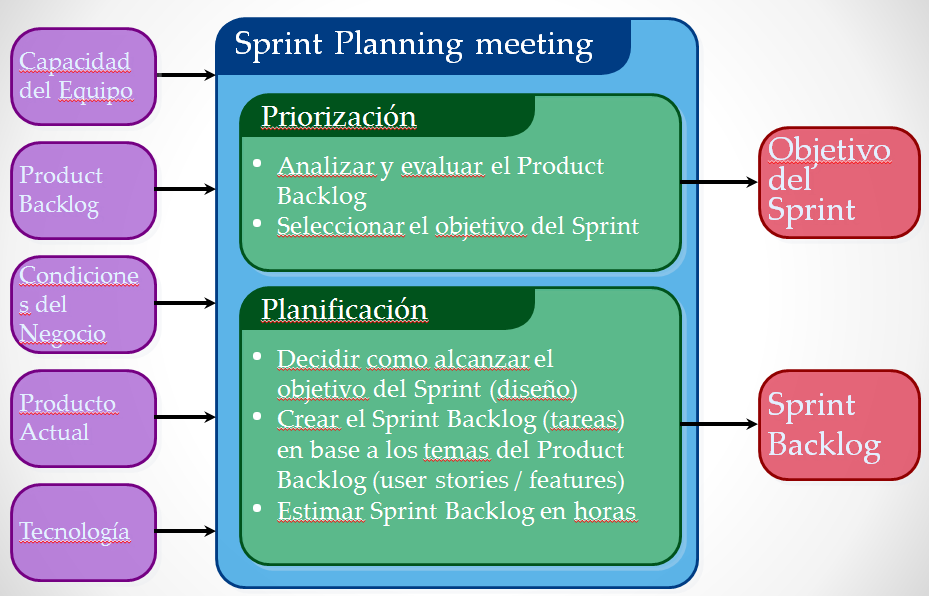 Sprint Planning meeting
Capacidad
del Equipo
Product
Backlog
Condicione
s del
Negocio
Producto
Actual
Tecnología
Priorización
• Analizar y evaluar el Product
Backlog
• Seleccionar el objetivo del Sprint
Planificación
• Decidir como alcanzar el
objetivo del Sprint (diseño)
• Crear el Sprint Backlog (tareas)
en base a los temas del Product
Backlog (user stories / features)
• Estimar Sprint Backlog en horas
Objetivo
del
Sprint
Sprint
Backlog